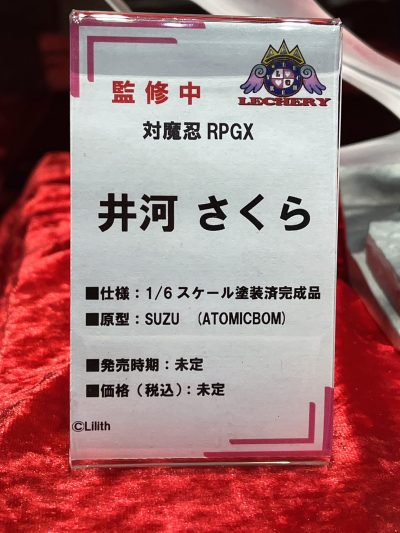 監修中
LECHERY
対魔忍 RPGX
井河 さくら
■仕様：1/6スケール塗装済完成品
■原型：SUZU （ATOMICBOM）
■発売時期：未定
■価格（税込）：未定
©Lilith